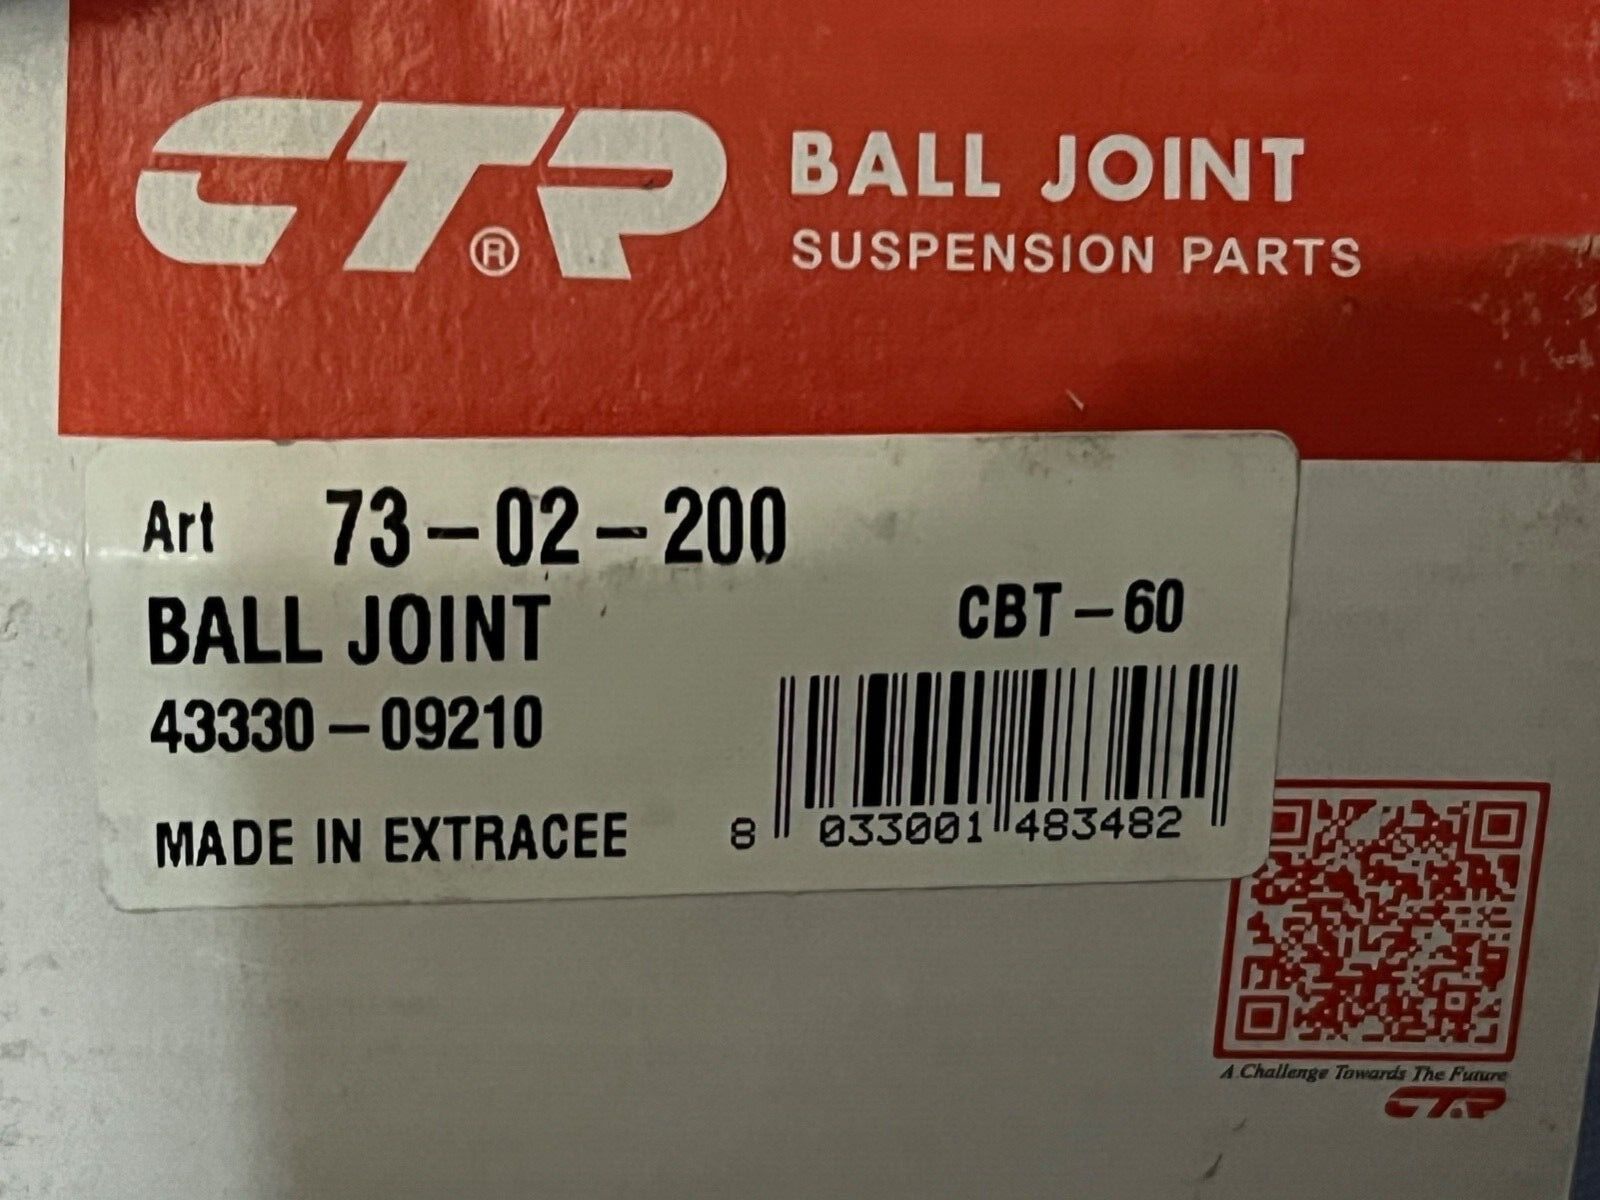 CTR®
BALL JOINT
SUSPENSION PARTS
Art 73-02-200
BALL JOINT
CBT-60
43330-09210
MADE IN EXTRACEE
8 033001 483482
A Challenge Towards The Future
CTR